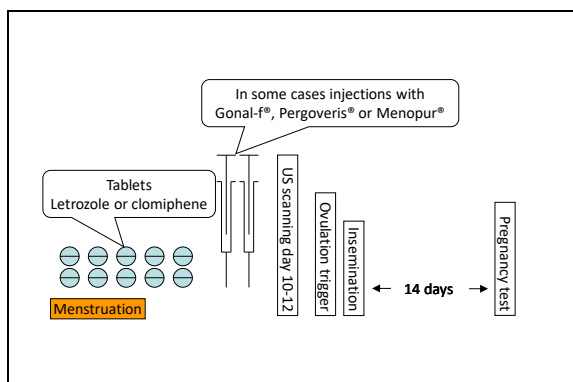 In some cases injections with
Gonal-f®, Pergoveris® or Menopur®
Tablets
Letrozole or clomiphene
US scanning day 10-12
Ovulation trigger
Insemination
14 days
Pregnancy test
Menstruation